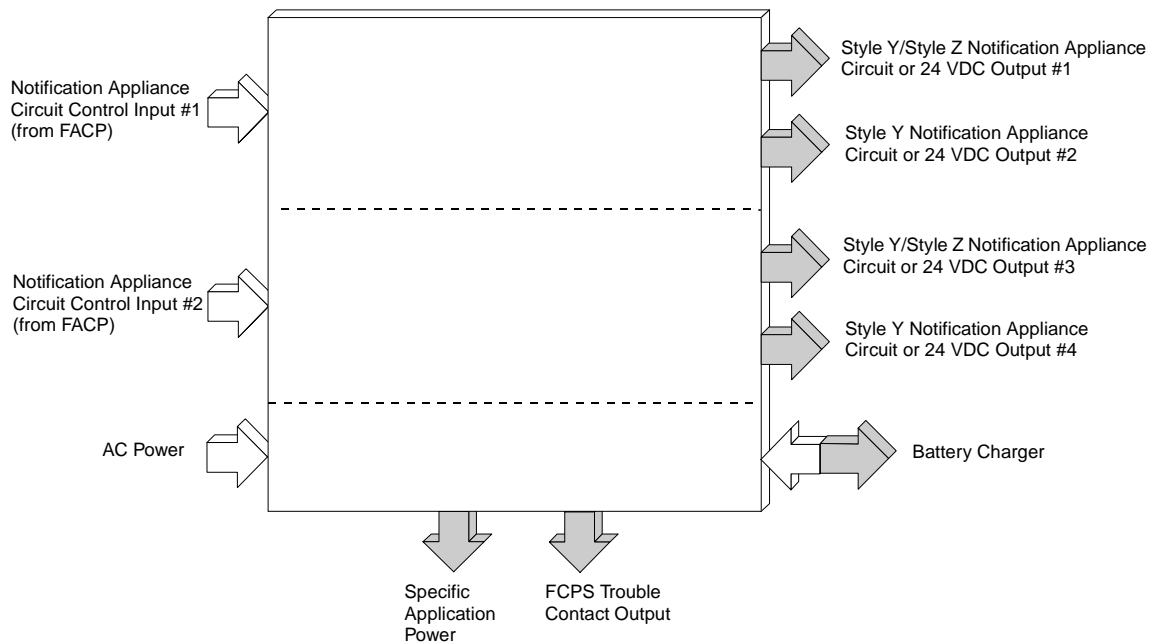 Notification Appliance
Circuit Control Input #1
(from FACP)
Style Y/Style Z Notification Appliance
Circuit or 24 VDC Output #1
Style Y Notification Appliance
Circuit or 24 VDC Output #2
Notification Appliance
Circuit Control Input #2
(from FACP)
Style Y/Style Z Notification Appliance
Circuit or 24 VDC Output #3
Style Y Notification Appliance
Circuit or 24 VDC Output #4
AC Power
Battery Charger
Specific
Application
Power
FCPS Trouble
Contact Output